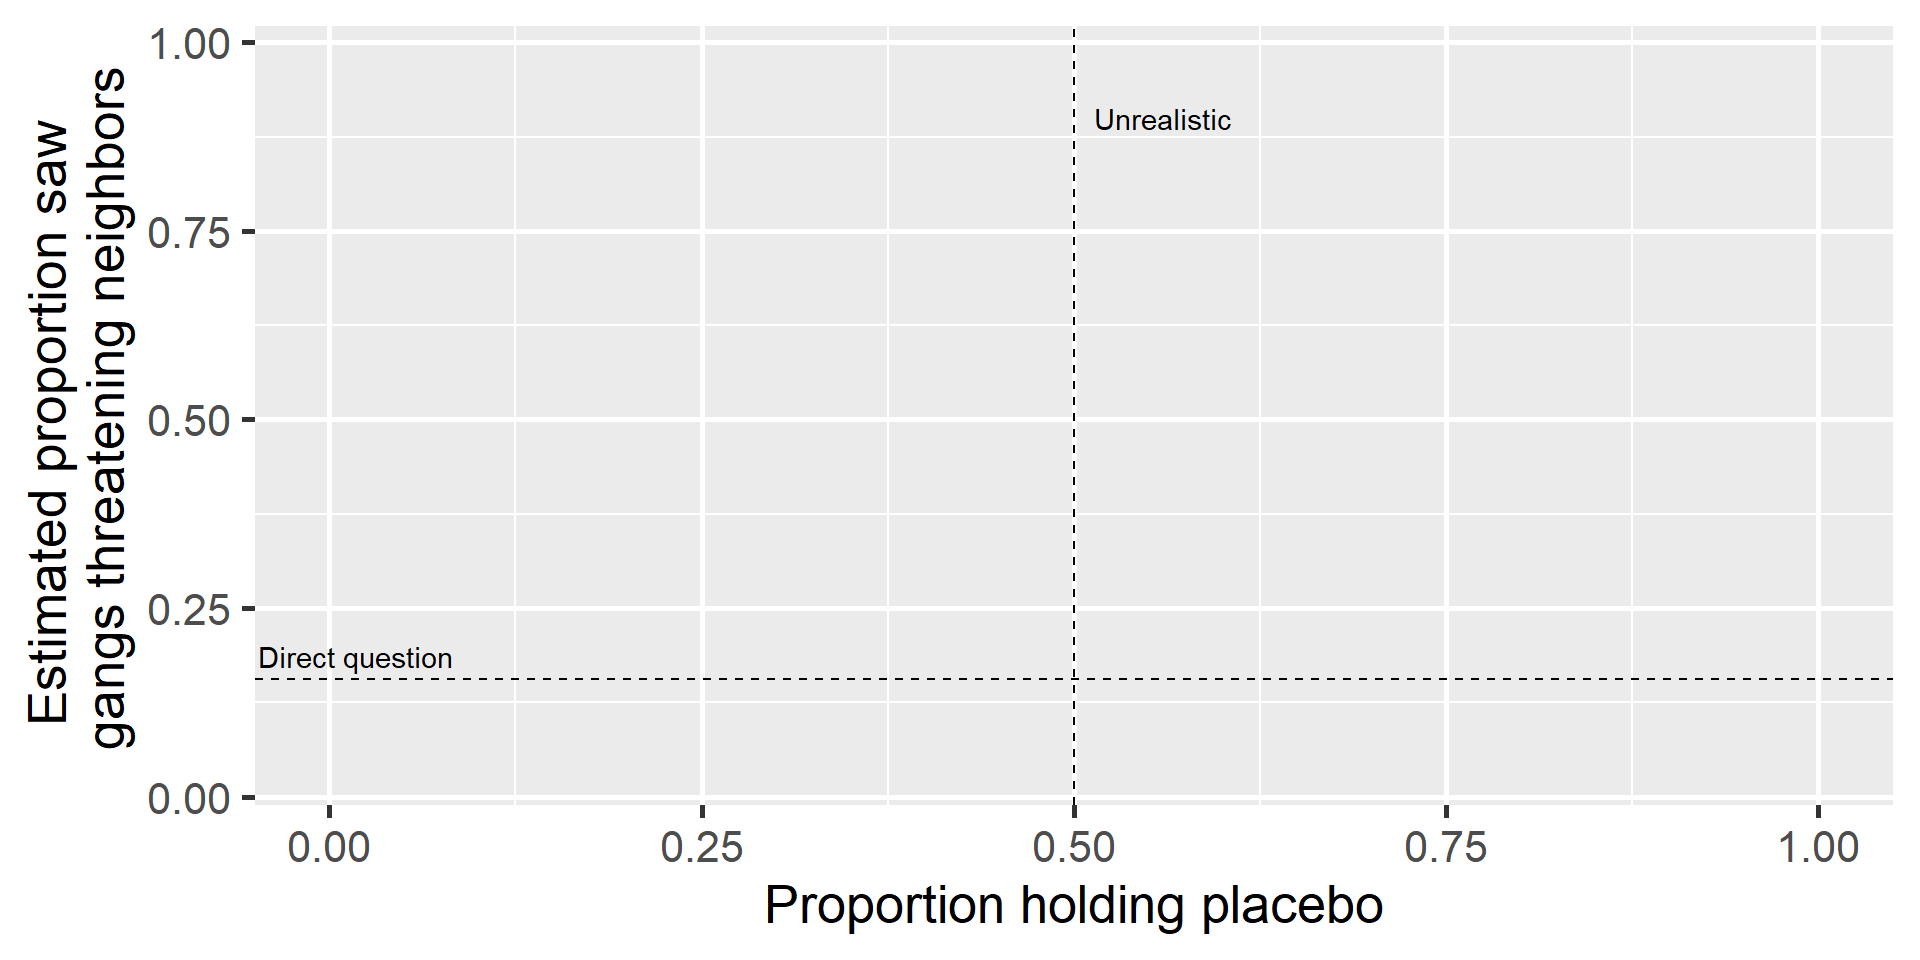 Estimated proportion saw
gangs threatening neighbors
1.00
0.75
0.50
0.25
0.00
Unrealistic
Direct question
0.00
0.25
0.50
0.75
1.00
Proportion holding placebo